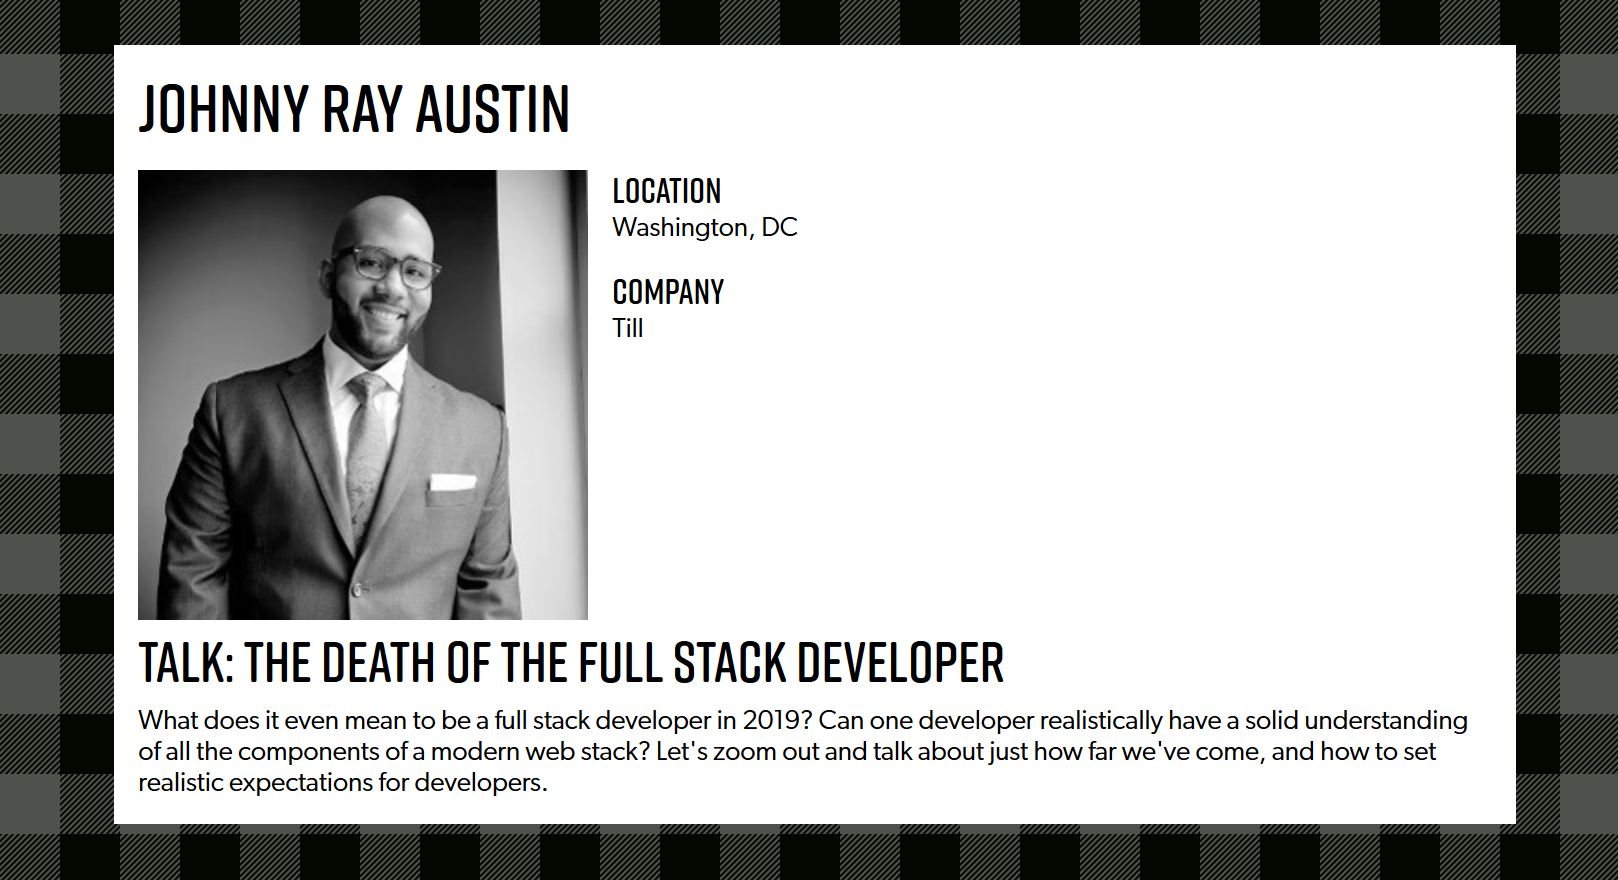 JOHNNY RAY AUSTIN
LOCATION
Washington, DC
COMPANY
Till
TALK: THE DEATH OF THE FULL STACK DEVELOPER
What does it even mean to be a full stack developer in 2019? Can one developer realistically have a solid understanding
of all the components of a modern web stack? Let's zoom out and talk about just how far we've come, and how to set
realistic expectations for developers.